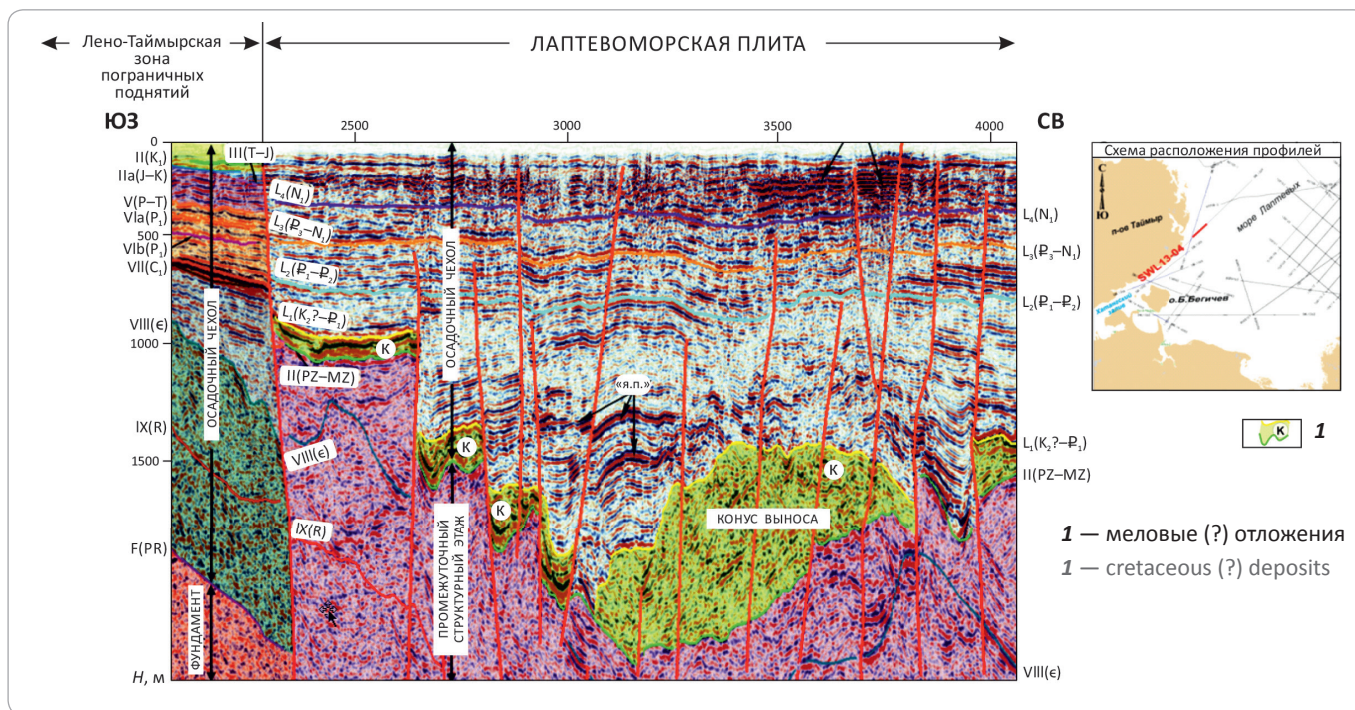 Лено-Таймырская
зона
пограничных
поднятий
ЛАПТЕВОМОРСКАЯ ПЛИТА
ЮЗ
2500
3000
3500
4000
СВ
0
II(K₁)
IIa(J–K)
V(P–T)
VIa(P₁)
500
VIb(P₁)
VII(C₁)
VIII(є)
1000
IX(R)
1500
F(PR)
H, м
III(T–J)
L₄(N₁)
L₃(₽₃–N₁)
L₂(₽₁–₽₂)
L₁(K₂?–₽₁)
II(PZ–MZ)
VIII(є)
IX(R)
К
К
К
К
«я.п.»
КОНУС ВЫНОСА
ОСАДОЧНЫЙ ЧЕХОЛ
ФУНДАМЕНТ
ОСАДОЧНЫЙ ЧЕХОЛ
ПРОМЕЖУТОЧНЫЙ
СТРУКТУРНЫЙ ЭТАЖ
L₄(N₁)
L₃(₽₃–N₁)
L₂(₽₁–₽₂)
L₁(K₂?–₽₁)
II(PZ–MZ)
VIII(є)
Схема расположения профилей
С
Ю
п-ов Таймыр
море Лаптевых
SWL13-04
о.Б.Бегичев
К
1
1 — меловые (?) отложения
1 — cretaceous (?) deposits